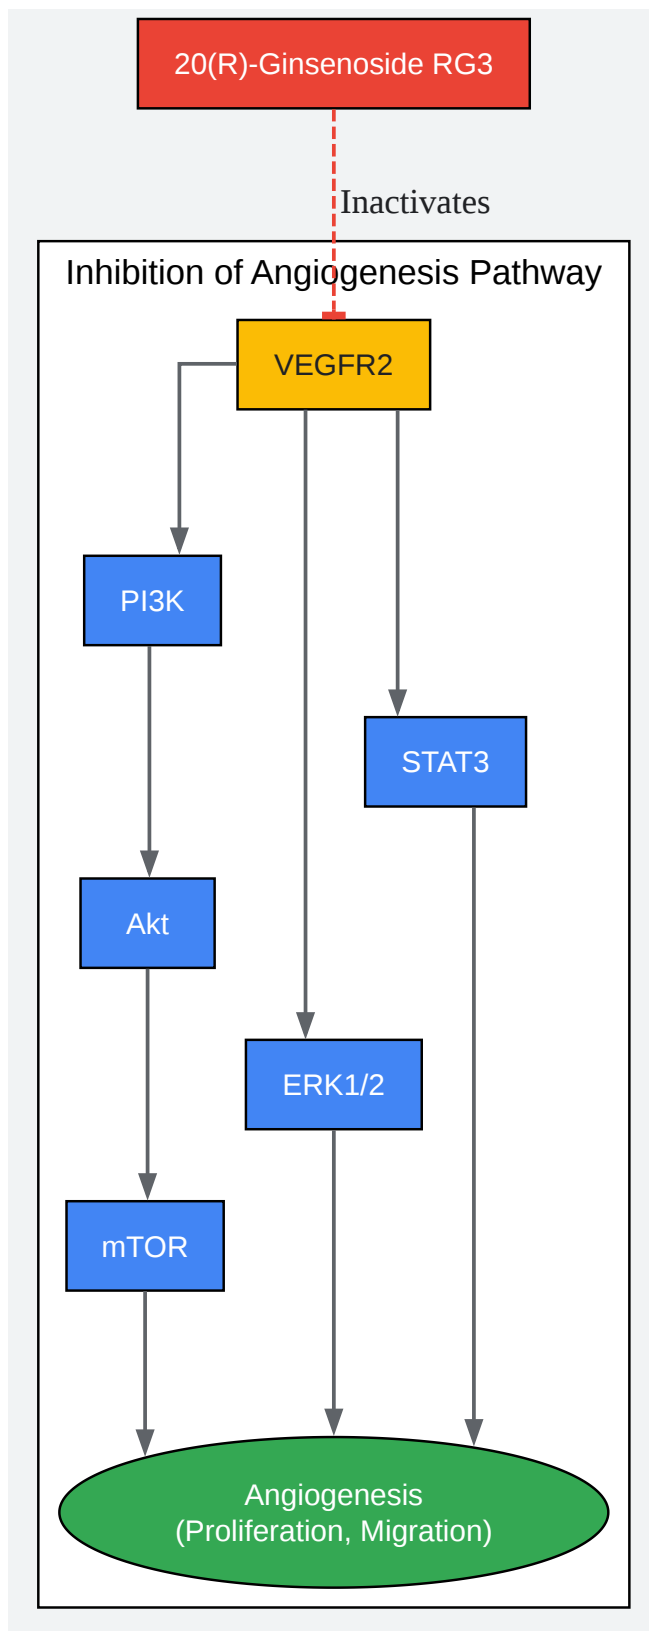 20(R)-Ginsenoside RG3
Inactivates
Inhibition of Angiogenesis Pathway
VEGFR2
PI3K
STAT3
Akt
ERK1/2
mTOR
Angiogenesis
(Proliferation, Migration)